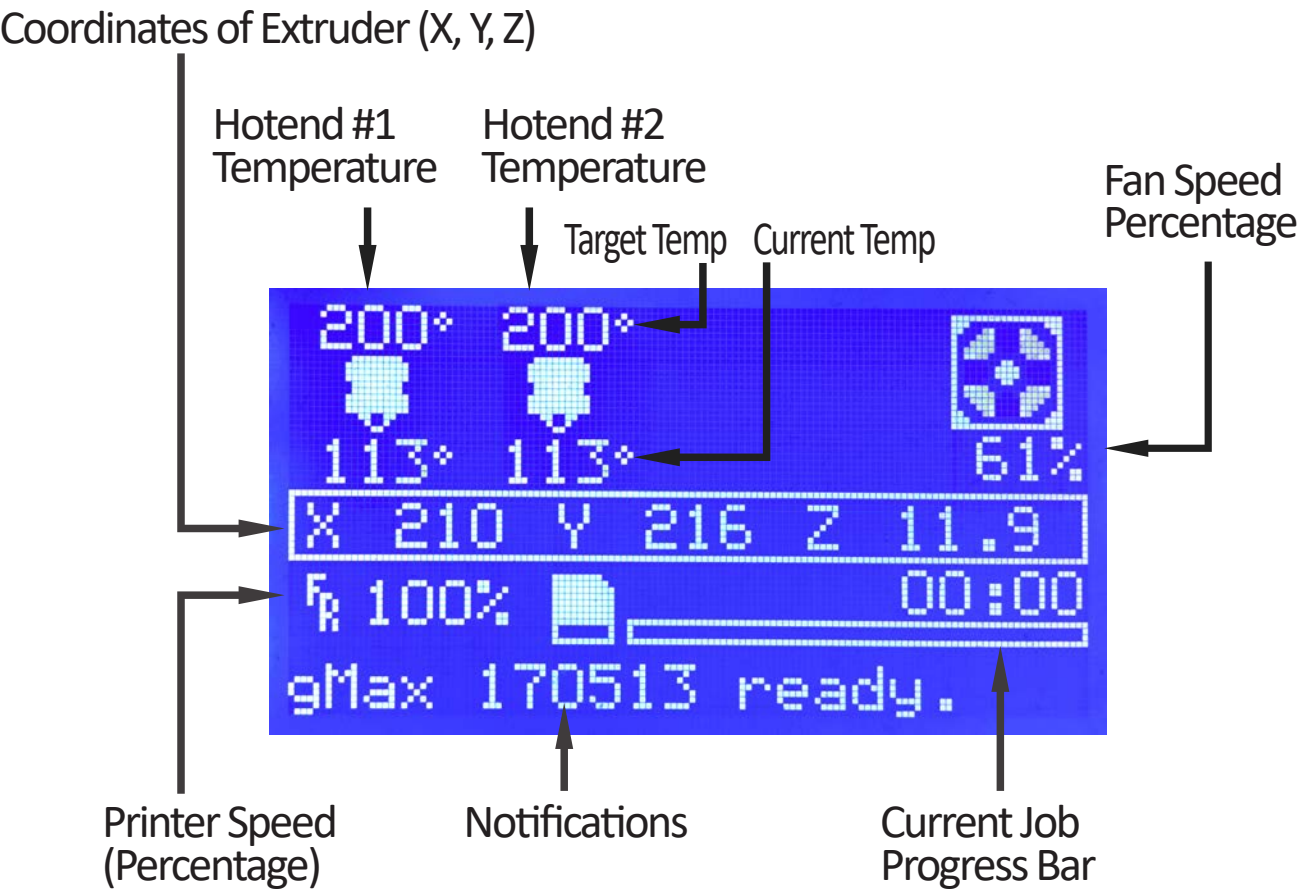 Coordinates of Extruder (X, Y, Z)
Hotend #1
Temperature
Hotend #2
Temperature
Fan Speed
Percentage
Target Temp
Current Temp
200° 200°
113° 113° 61%
X 210 Y 216 Z 11.9
FR 100% 00:00
gMax 170513 ready.
Printer Speed
(Percentage)
Notifications
Current Job
Progress Bar